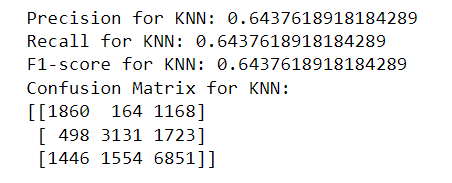 Precision for KNN: 0.6437618918184289
Recall for KNN: 0.6437618918184289
F1-score for KNN: 0.6437618918184289
Confusion Matrix for KNN:
[[1860  164 1168]
 [ 498 3131 1723]
 [1446 1554 6851]]